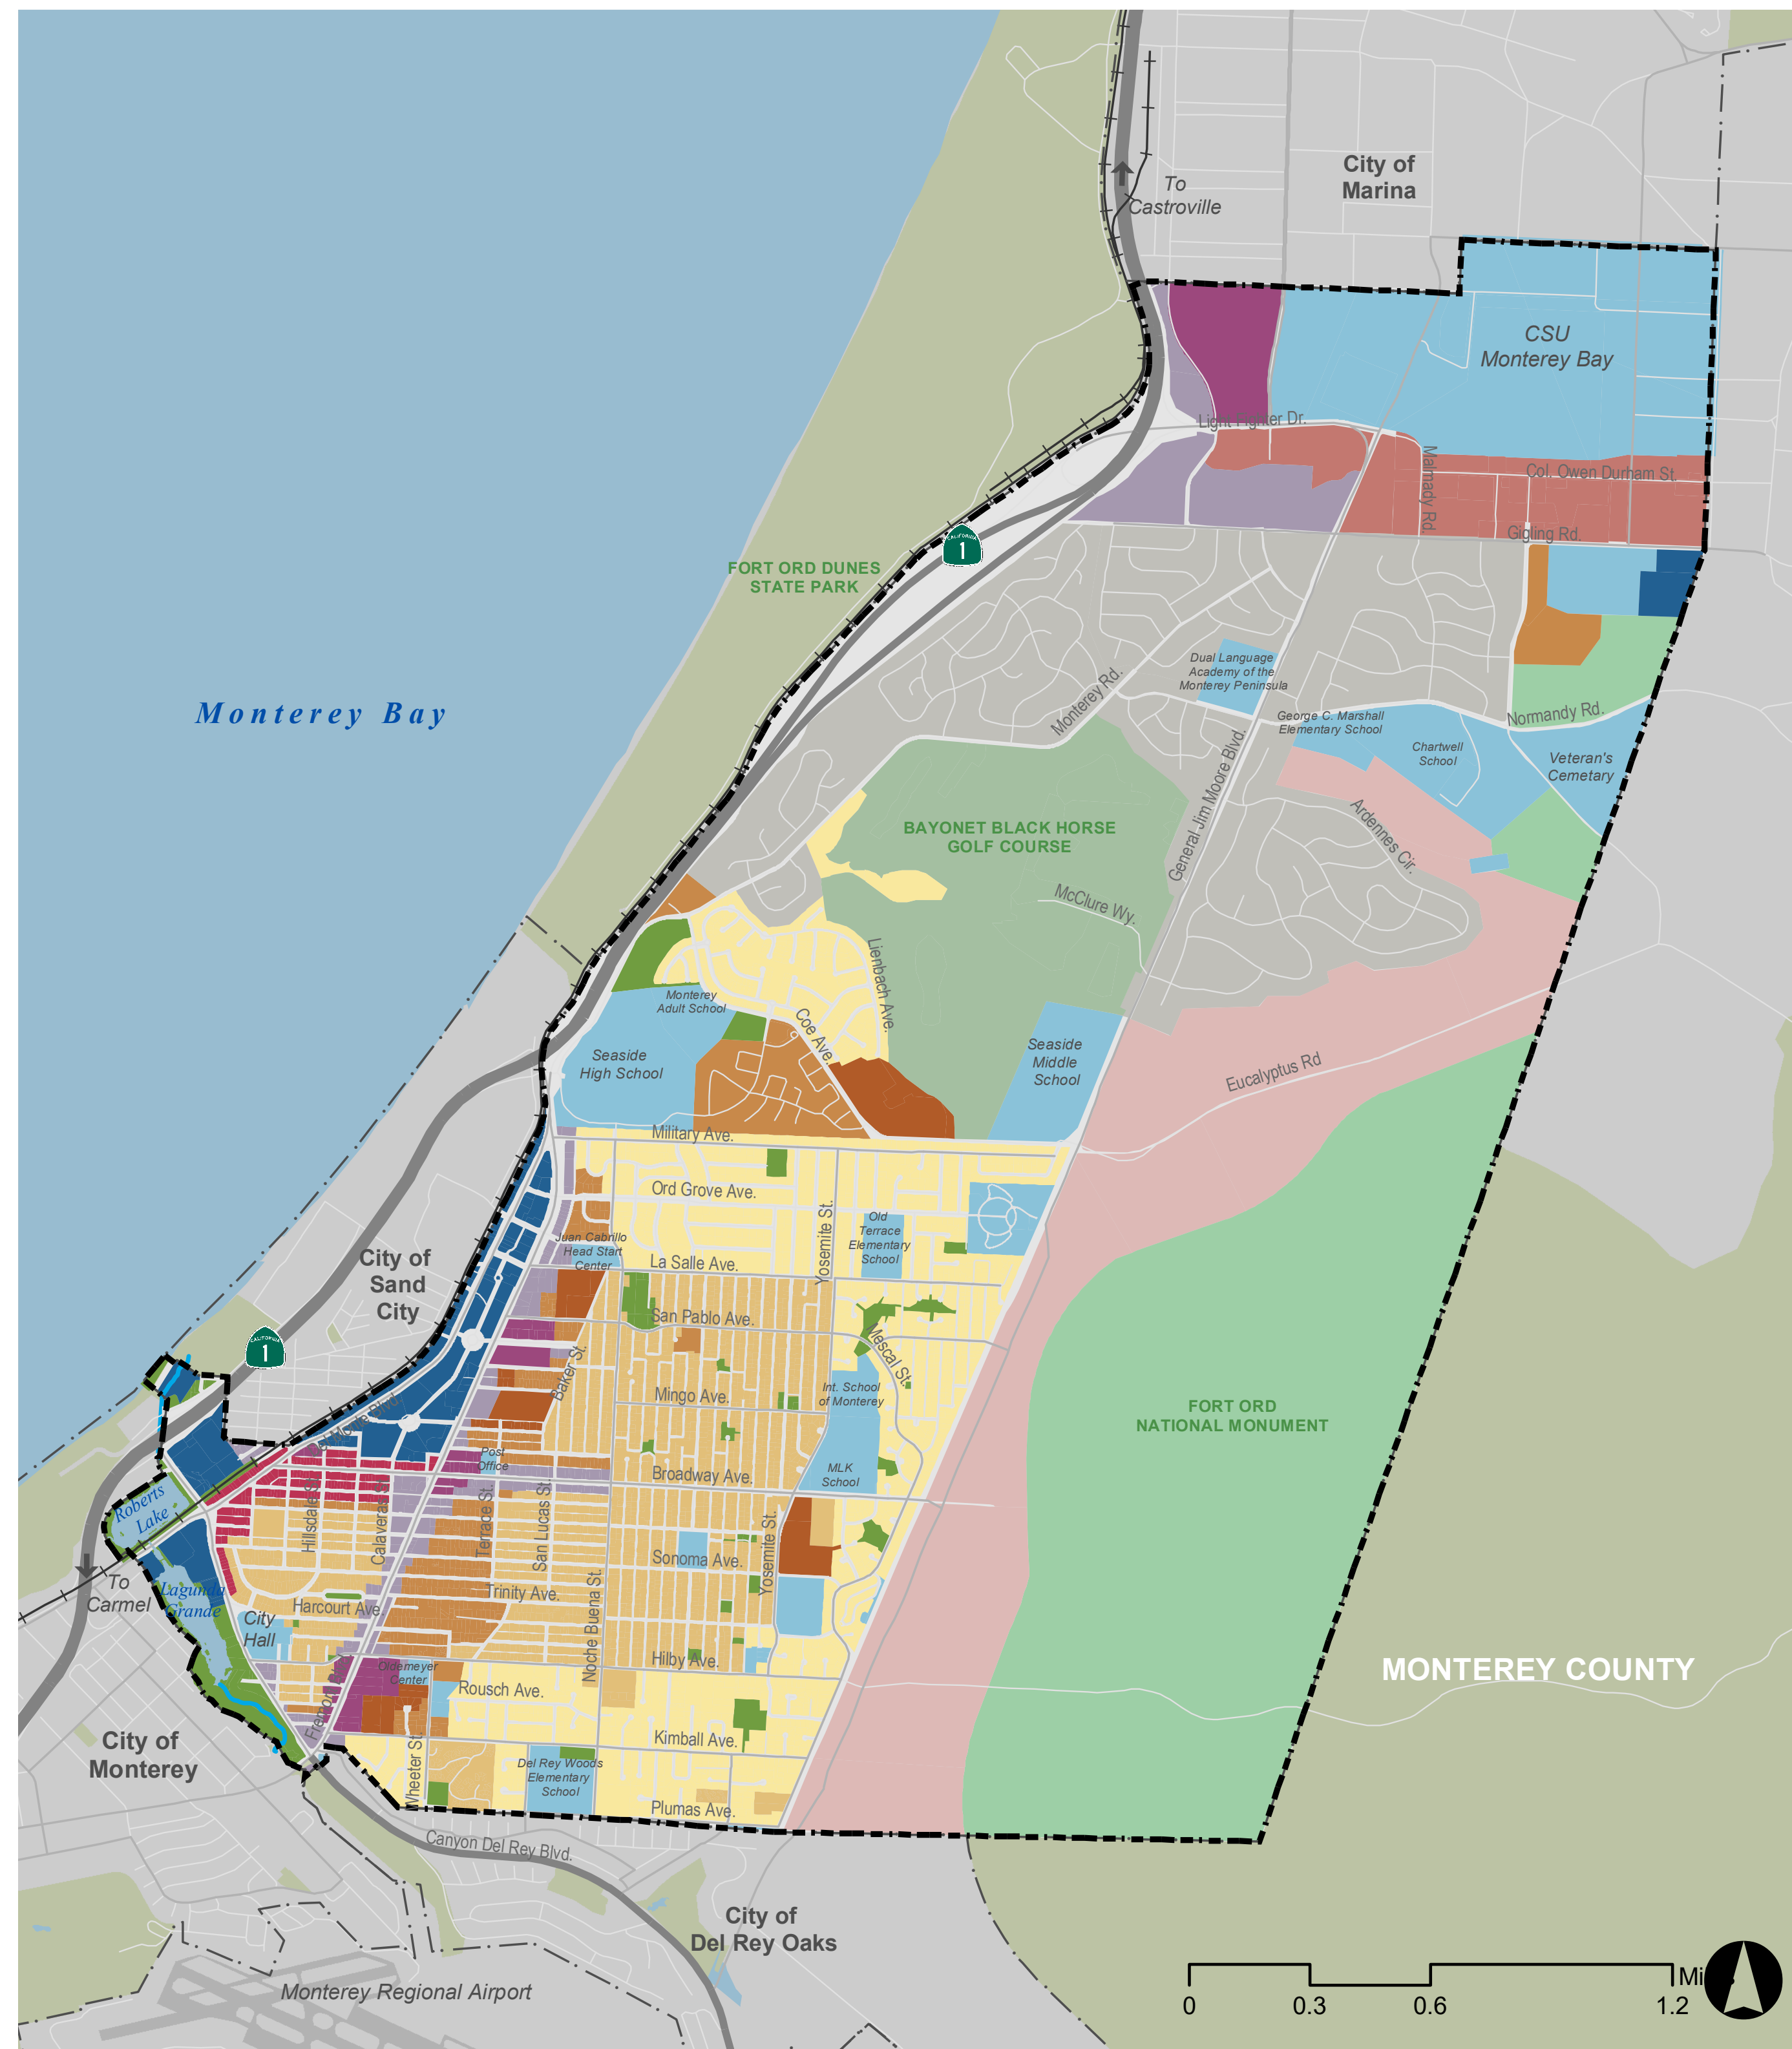 City of
Marina
To
Castroville
CSU
Monterey Bay
Light Fighter Dr.
Malmady Rd.
Col. Owen Durham St.
Gigling Rd.
CALIFORNIA
1
FORT ORD DUNES
STATE PARK
Dual Language
Academy of the
Monterey Peninsula
Monterey Rd.
Monterey Bay
George C. Marshall
Elementary School
Normandy Rd.
Chartwell
School
Veteran's
Cemetary
General Jim Moore Blvd.
Ardennes Cir.
BAYONET BLACK HORSE
GOLF COURSE
McClure Wy.
Lienbach Ave.
Monterey
Adult School
Coe Ave.
Seaside
High School
Seaside
Middle
School
Eucalyptus Rd
Military Ave.
Ord Grove Ave.
Yosemite St.
Old
Terrace
Elementary
School
Juan Cabrillo
Head Start
Center
La Salle Ave.
City of
Sand
City
San Pablo Ave.
Mescal St.
CALIFORNIA
1
Baker St.
Mingo Ave.
Int. School
of Monterey
FORT ORD
NATIONAL MONUMENT
Del Monte Blvd.
Post
Office
Broadway Ave.
MLK
School
Roberts
Lake
Hillsdale St.
Calaveras St.
Terrace St.
San Lucas St.
Sonoma Ave.
Yosemite St.
To
Carmel
Lagunda
Grande
Trinity Ave.
Harcourt Ave.
Noche Buena St.
City
Hall
Hilby Ave.
Oldemeyer
Center
Rousch Ave.
MONTEREY COUNTY
Kimball Ave.
City of
Monterey
Wheeter St.
Del Rey Woods
Elementary
School
Plumas Ave.
Canyon Del Rey Blvd.
City of
Del Rey Oaks
Monterey Regional Airport
0
0.3
0.6
1.2